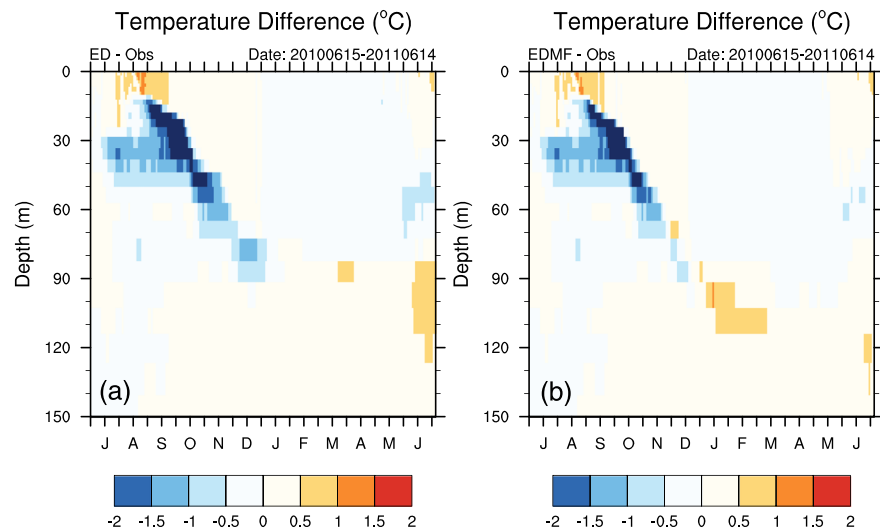 Temperature Difference (°C)
ED - Obs Date: 20100615-20110614
0
30
60
90
120
150
Depth (m)
(a)
J A S O N D J F M A M J
-2 -1.5 -1 -0.5 0 0.5 1 1.5 2
Temperature Difference (°C)
EDMF - Obs Date: 20100615-20110614
0
30
60
90
120
150
Depth (m)
(b)
J A S O N D J F M A M J
-2 -1.5 -1 -0.5 0 0.5 1 1.5 2